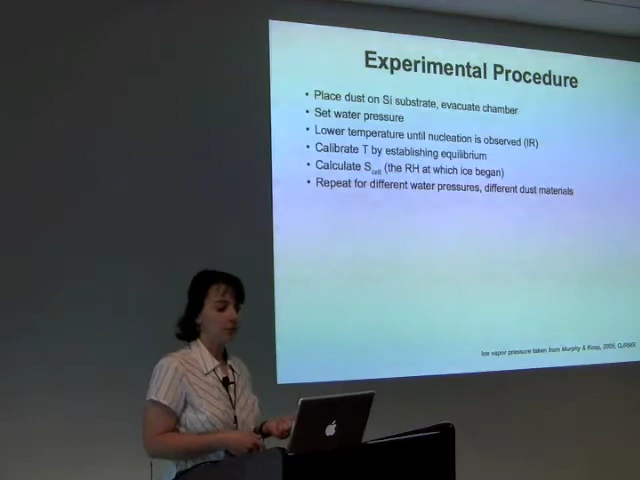 Experimental Procedure
• Place dust on Si substrate, evacuate chamber
• Set water pressure
• Lower temperature until nucleation is observed (IR)
• Calibrate T by establishing equilibrium
• Calculate Scrit (the RH at which ice began)
• Repeat for different water pressures, different dust materials
Ice vapor pressure taken from Murphy & Koop, 2005, QJRMS